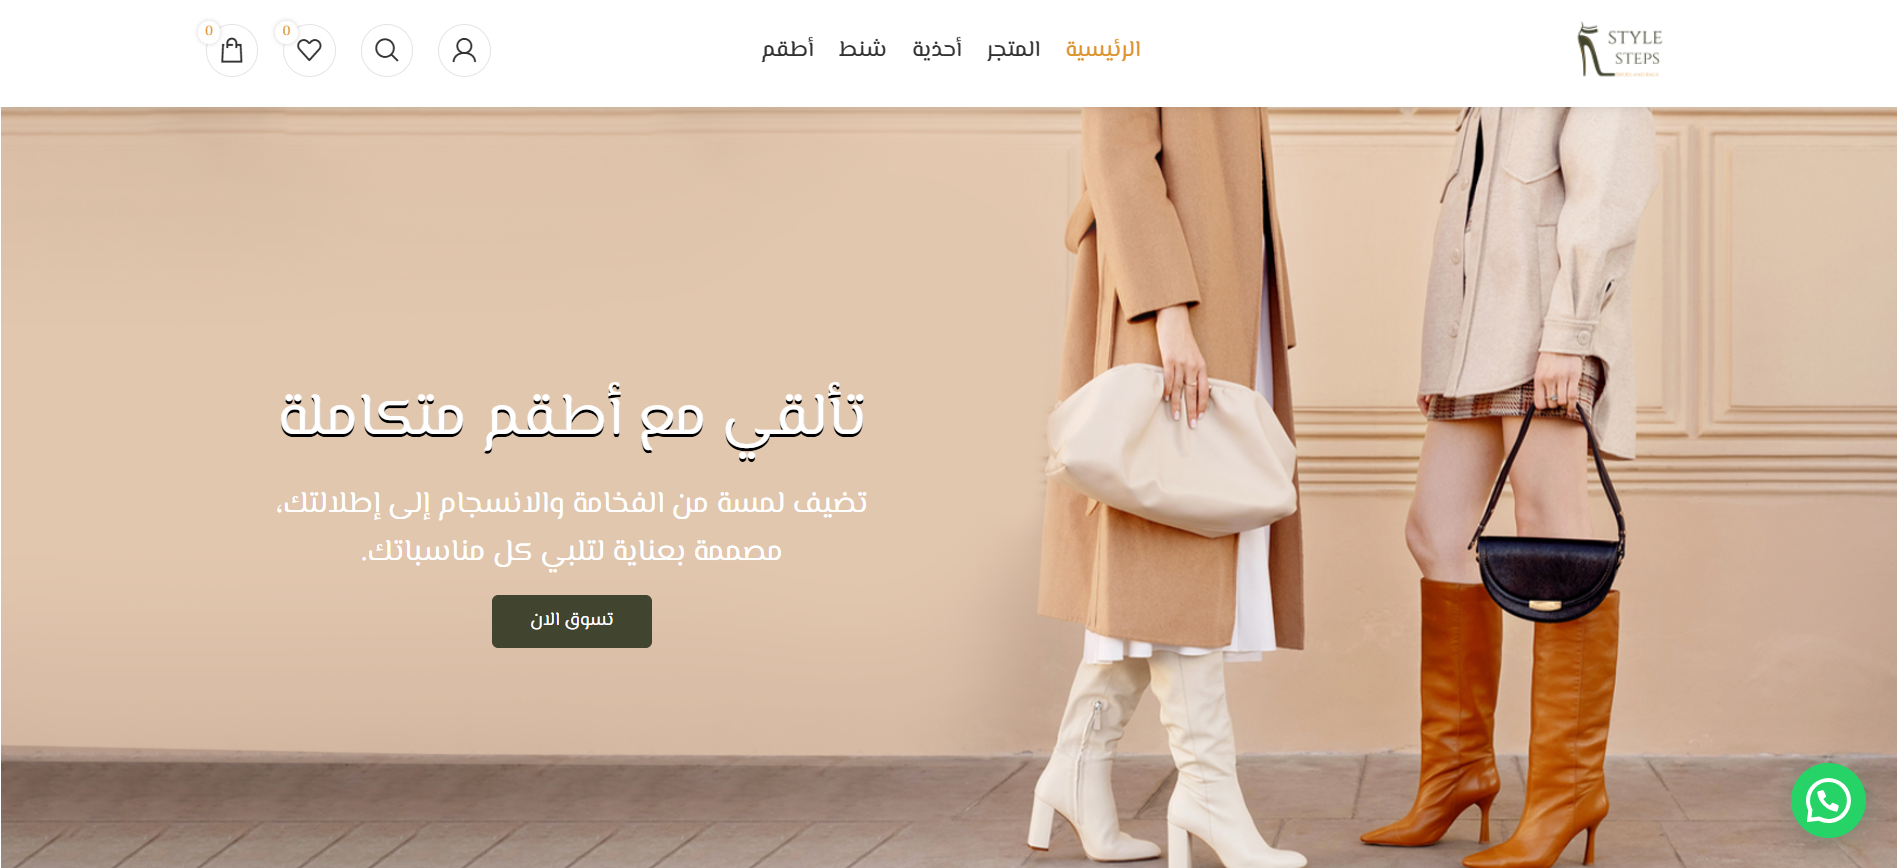 STYLE
STEPS
الرئيسية المتجر أحذية شنط أطقم
0
0
تألقي مع أطقم متكاملة
تضيف لمسة من الفخامة والانسجام إلى إطلالتك،
مصممة بعناية لتلبي كل مناسباتك.
تسوق الان